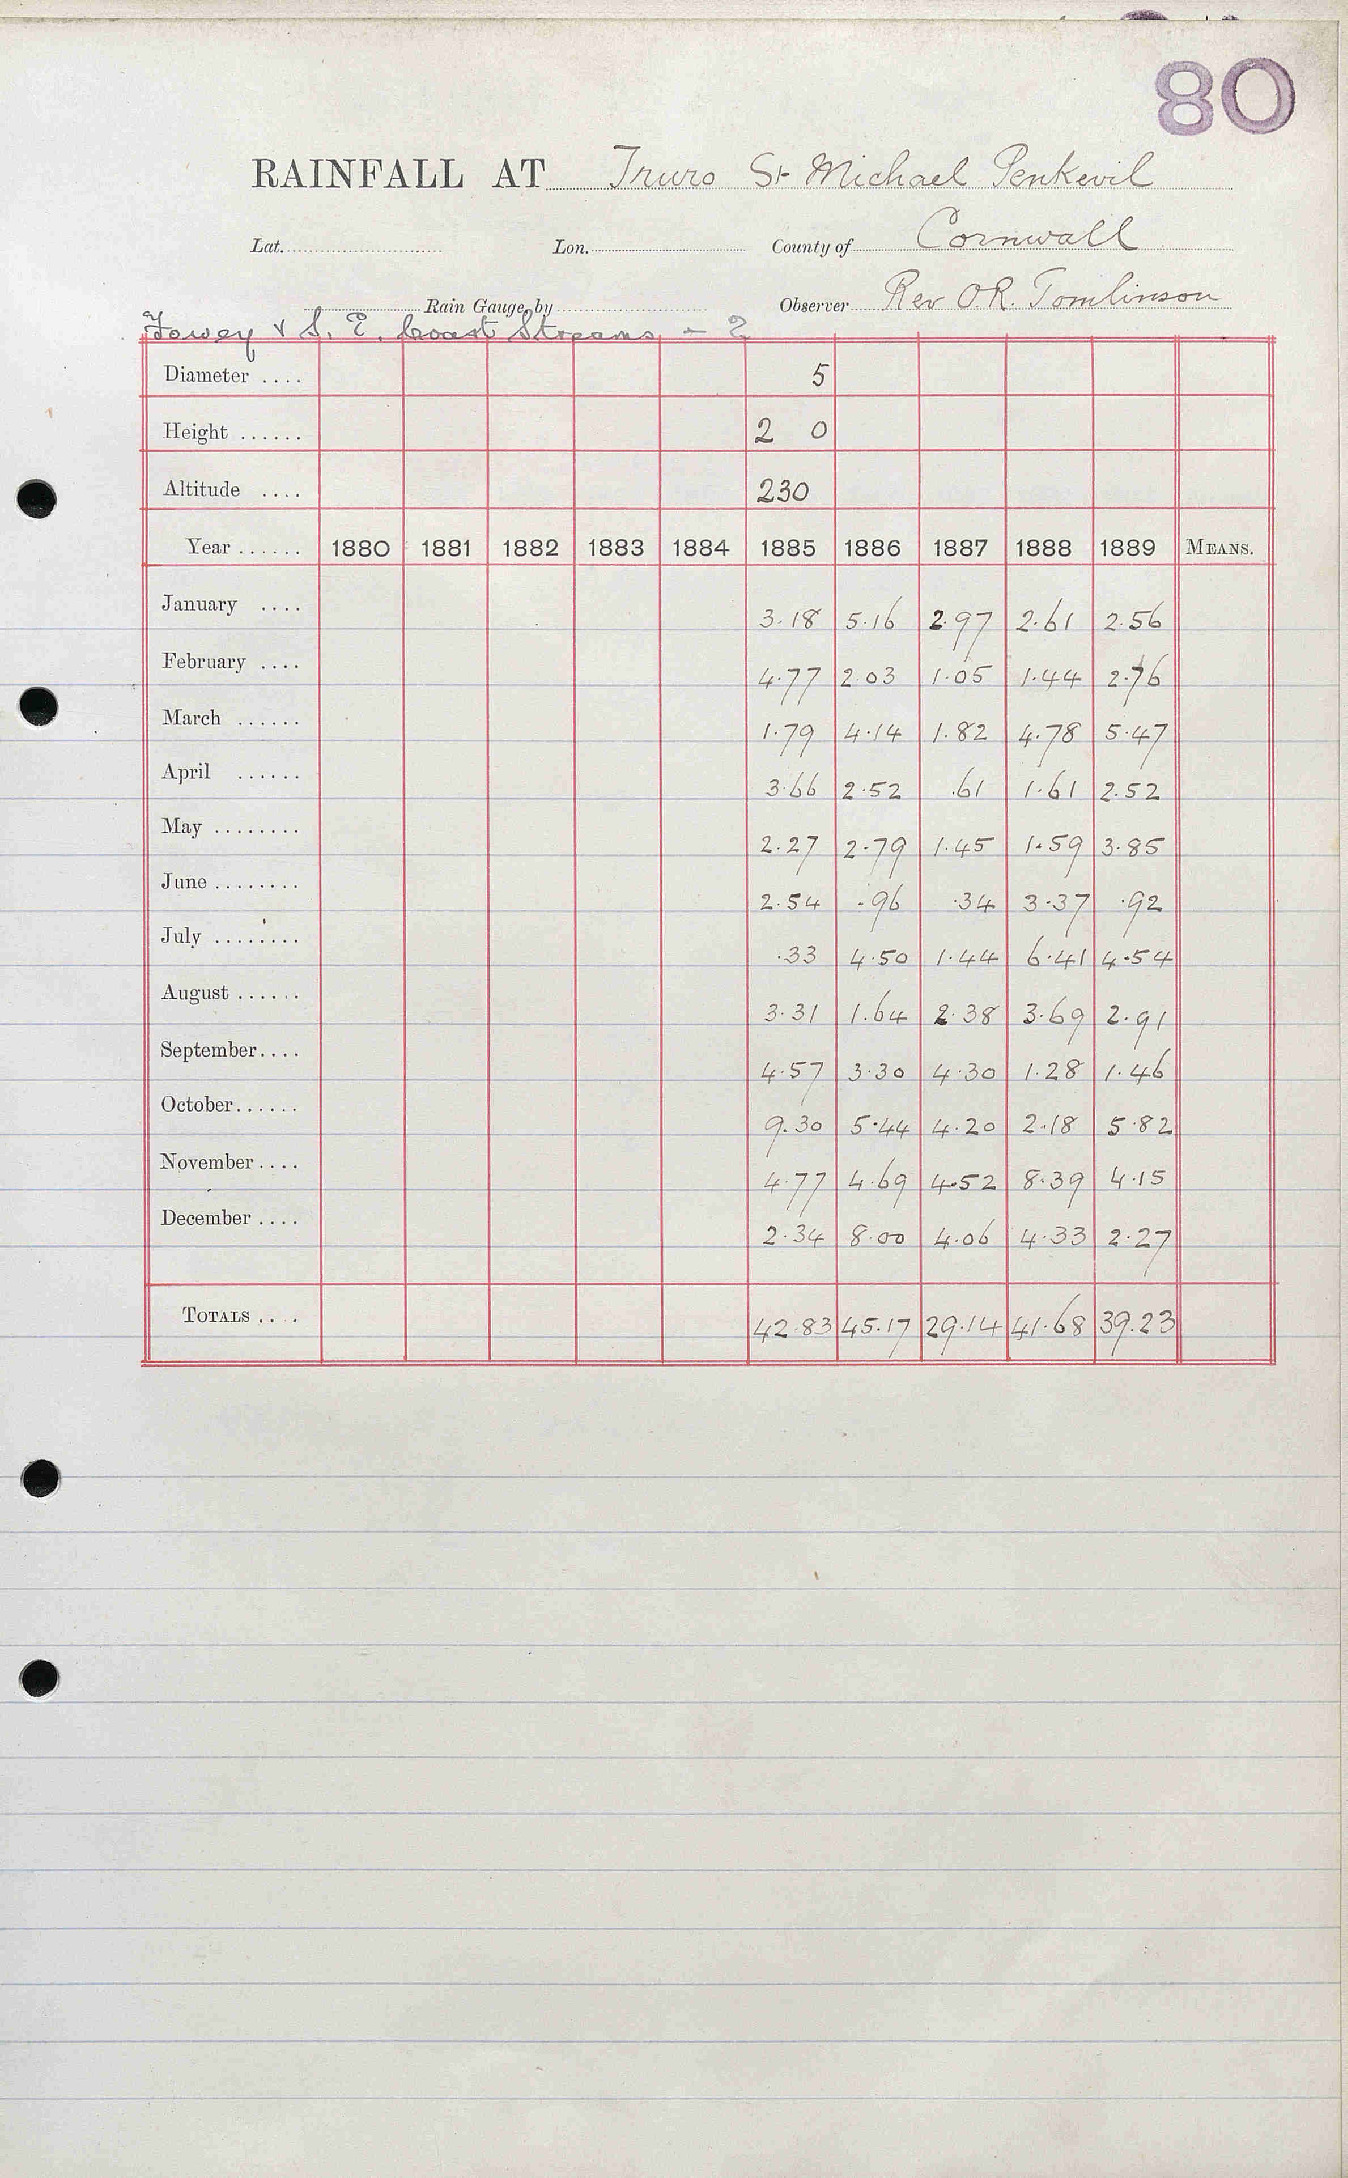 80
RAINFALL AT Truro St Michael Penkevil
Lat. Lon. County of Cornwall
Rain Gauge by Observer Rev O.R. Tomlinson
Fowey & S. E. Coast Streams - 2
Diameter .... 5
Height ...... 2 0
Altitude .... 230
Year ...... 1880 1881 1882 1883 1884 1885 1886 1887 1888 1889 MEANS.
January .... 3.18 5.16 2.97 2.61 2.56
February .... 4.77 2.03 1.05 1.44 2.76
March ...... 1.79 4.14 1.82 4.78 5.47
April ...... 3.66 2.52 .61 1.61 2.52
May ........ 2.27 2.79 1.45 1.59 3.85
June ........ 2.54 .96 .34 3.37 .92
July ........ .33 4.50 1.44 6.41 4.54
August ...... 3.31 1.64 2.38 3.69 2.91
September .... 4.57 3.30 4.30 1.28 1.46
October ...... 9.30 5.44 4.20 2.18 5.82
November .... 4.77 4.69 4.52 8.39 4.15
December .... 2.34 8.00 4.06 4.33 2.27
TOTALS .... 42.83 45.17 29.14 41.68 39.23